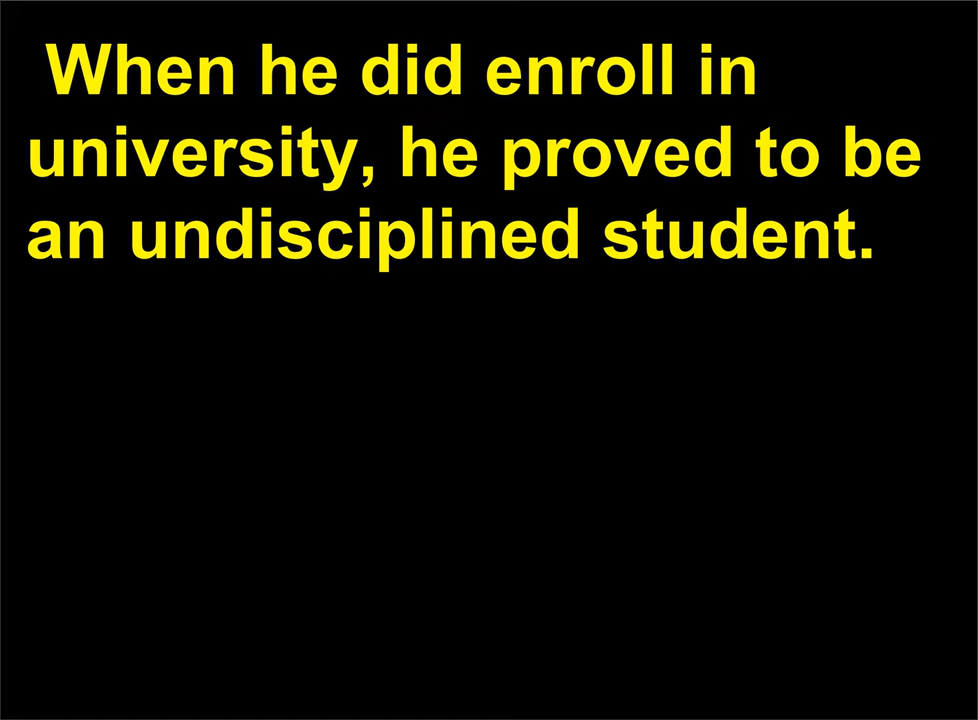 When he did enroll in
university, he proved to be
an undisciplined student.